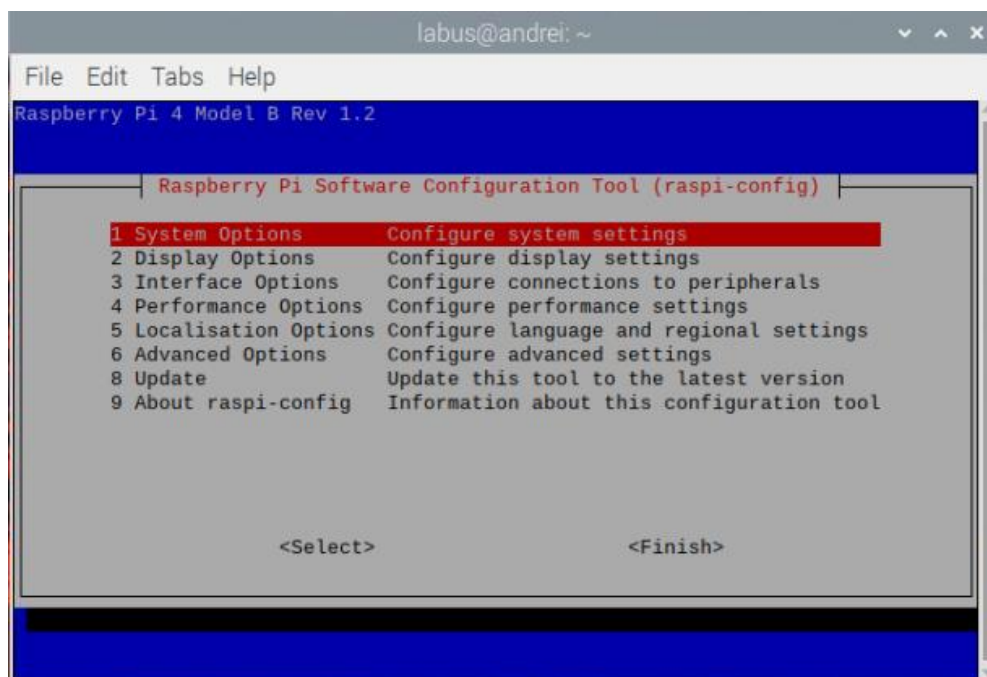 labus@andrei: ~
File Edit Tabs Help
Raspberry Pi 4 Model B Rev 1.2
Raspberry Pi Software Configuration Tool (raspi-config)
1 System Options Configure system settings
2 Display Options Configure display settings
3 Interface Options Configure connections to peripherals
4 Performance Options Configure performance settings
5 Localisation Options Configure language and regional settings
6 Advanced Options Configure advanced settings
8 Update Update this tool to the latest version
9 About raspi-config Information about this configuration tool
<Select> <Finish>